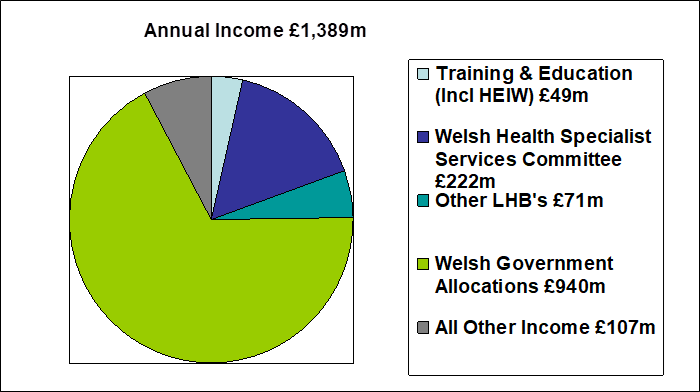 Annual Income £1,389m
Training & Education
(Incl HEIW) £49m
Welsh Health Specialist
Services Committee
£222m
Other LHB's £71m
Welsh Government
Allocations £940m
All Other Income £107m